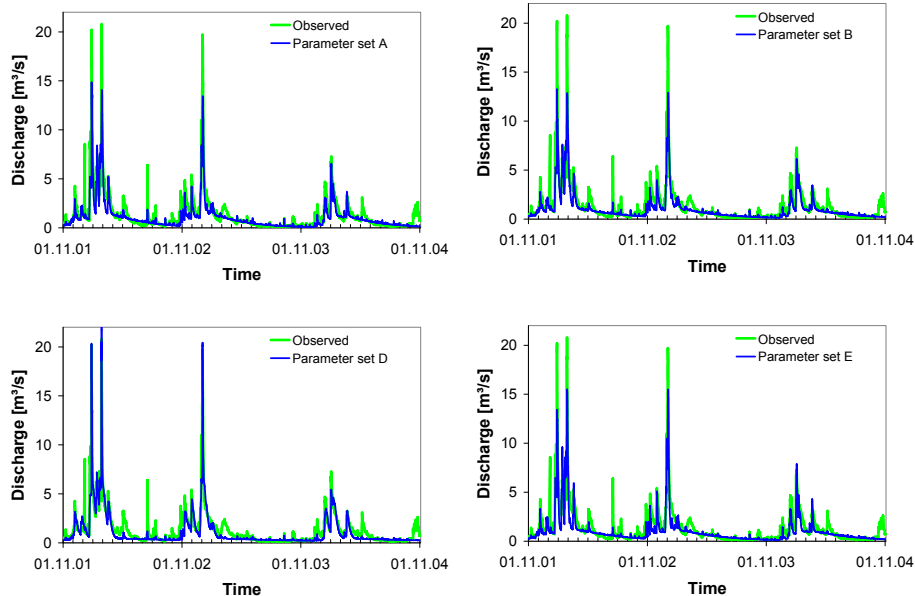 Discharge [m³/s]
20
15
10
5
0
Observed
Parameter set A
01.11.01
01.11.02
01.11.03
01.11.04
Time
Discharge [m³/s]
20
15
10
5
0
Observed
Parameter set B
01.11.01
01.11.02
01.11.03
01.11.04
Time
Discharge [m³/s]
20
15
10
5
0
Observed
Parameter set D
01.11.01
01.11.02
01.11.03
01.11.04
Time
Discharge [m³/s]
20
15
10
5
0
Observed
Parameter set E
01.11.01
01.11.02
01.11.03
01.11.04
Time